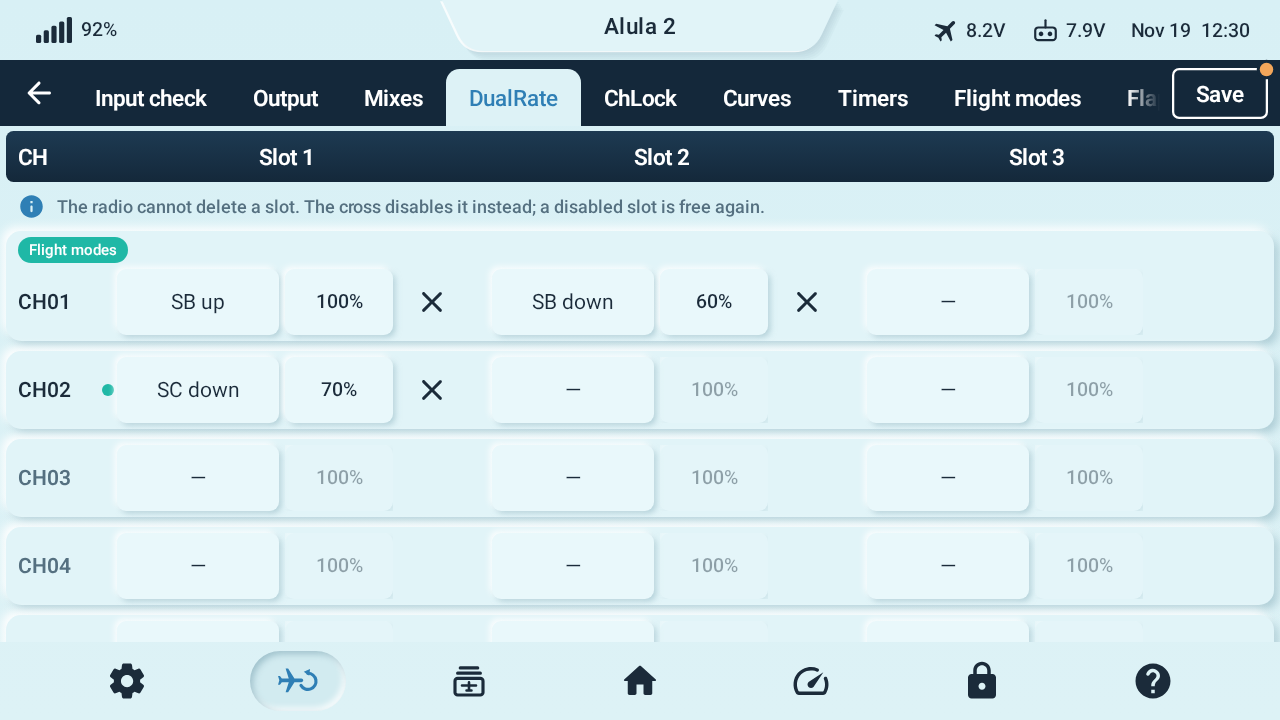 92%
Alula 2
8.2V
7.9V
Nov 19 12:30
Input check
Output
Mixes
DualRate
ChLock
Curves
Timers
Flight modes
Fla
Save
CH
Slot 1
Slot 2
Slot 3
The radio cannot delete a slot. The cross disables it instead; a disabled slot is free again.
Flight modes
CH01 SB up 100% SB down 60% — 100%
CH02 SC down 70% — 100% — 100%
CH03 — 100% — 100% — 100%
CH04 — 100% — 100% — 100%